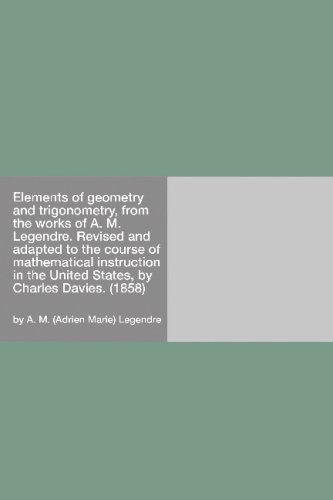 Elements of geometry
and trigonometry, from
the works of A. M.
Legendre. Revised and
adapted to the course of
mathematical instruction
in the United States, by
Charles Davies. (1858)
by A. M. (Adrien Marie) Legendre